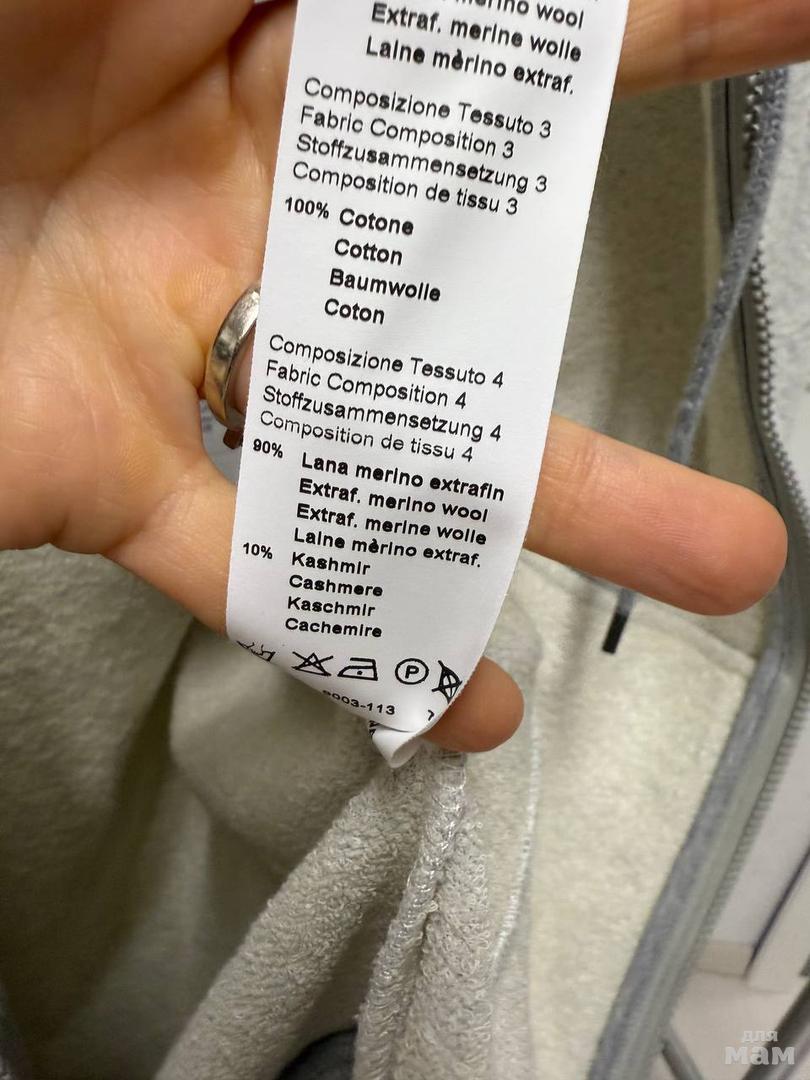 merino wool
Extraf. merine wolle
Laine mèrino extraf.
Composizione Tessuto 3
Fabric Composition 3
Stoffzusammensetzung 3
Composition de tissu 3
100% Cotone
Cotton
Baumwolle
Coton
Composizione Tessuto 4
Fabric Composition 4
Stoffzusammensetzung 4
Composition de tissu 4
90% Lana merino extrafin
Extraf. merino wool
Extraf. merine wolle
Laine mèrino extraf.
10% Kashmir
Cashmere
Kaschmir
Cachemire
P
003-113
для
мам